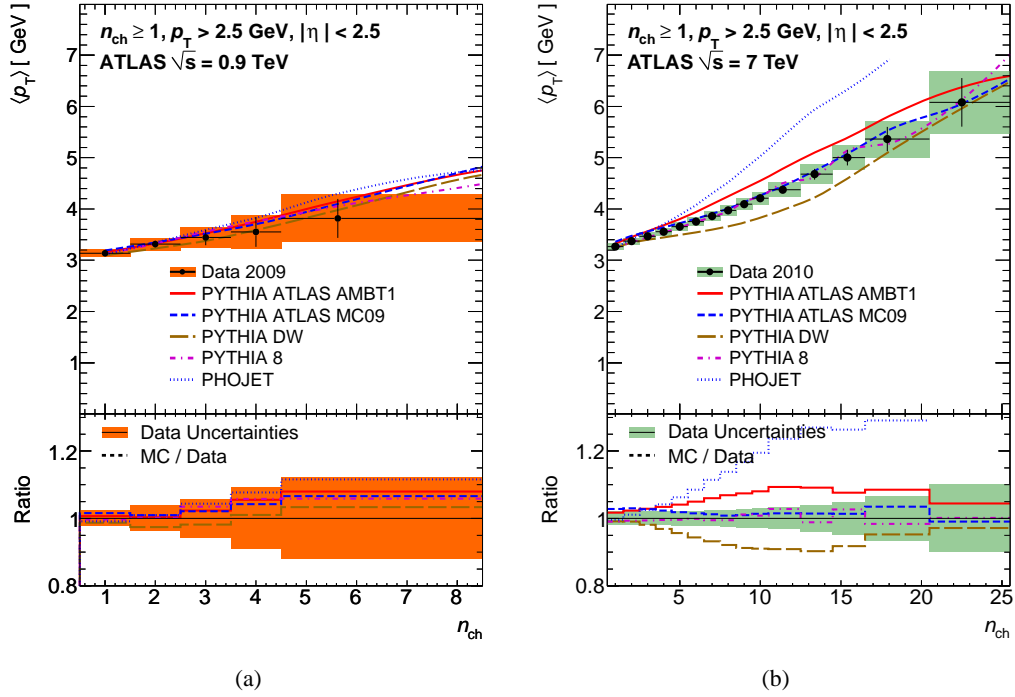 n_ch ≥ 1, p_T > 2.5 GeV, |η| < 2.5
ATLAS √s = 0.9 TeV
⟨p_T⟩ [ GeV ]
7
6
5
4
3
2
1
Data 2009
PYTHIA ATLAS AMBT1
PYTHIA ATLAS MC09
PYTHIA DW
PYTHIA 8
PHOJET
Ratio
1.2
1
0.8
Data Uncertainties
MC / Data
1 2 3 4 5 6 7 8
n_ch
(a)
n_ch ≥ 1, p_T > 2.5 GeV, |η| < 2.5
ATLAS √s = 7 TeV
⟨p_T⟩ [ GeV ]
7
6
5
4
3
2
1
Data 2010
PYTHIA ATLAS AMBT1
PYTHIA ATLAS MC09
PYTHIA DW
PYTHIA 8
PHOJET
Ratio
1.2
1
0.8
Data Uncertainties
MC / Data
5 10 15 20 25
n_ch
(b)